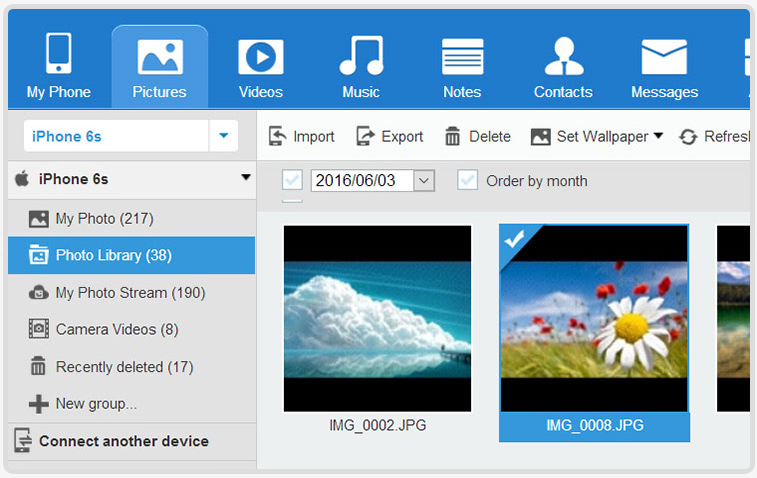 My Phone
Pictures
Videos
Music
Notes
Contacts
Messages
iPhone 6s
Import
Export
Delete
Set Wallpaper
iPhone 6s
2016/06/03
Order by month
My Photo (217)
Photo Library (38)
My Photo Stream (190)
Camera Videos (8)
Recently deleted (17)
New group...
Connect another device
IMG_0002.JPG
IMG_0008.JPG